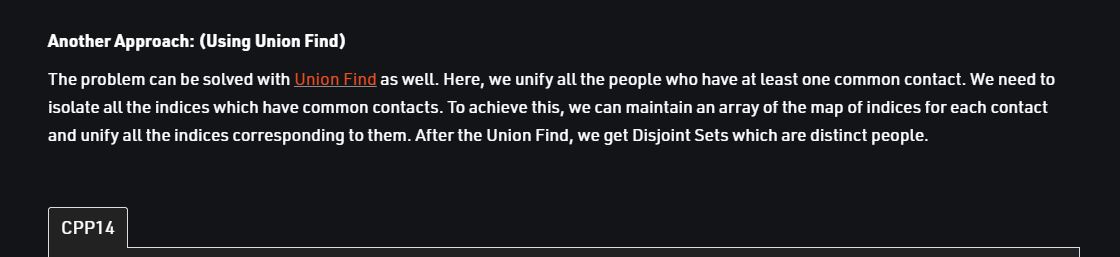 Another Approach: (Using Union Find)
The problem can be solved with Union Find as well. Here, we unify all the people who have at least one common contact. We need to
isolate all the indices which have common contacts. To achieve this, we can maintain an array of the map of indices for each contact
and unify all the indices corresponding to them. After the Union Find, we get Disjoint Sets which are distinct people.
CPP14